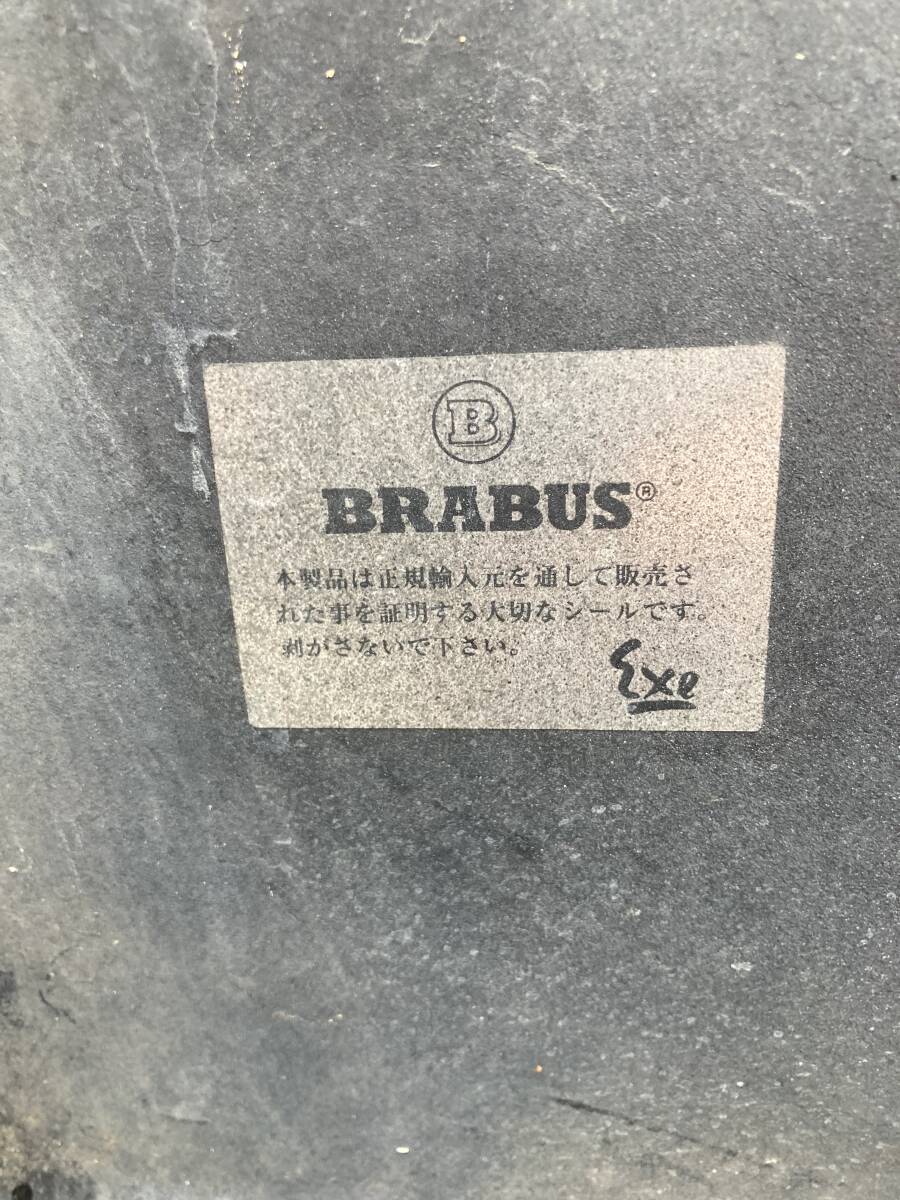 B
BRABUS®
本製品は正規輸入元を通して販売さ
れた事を証明する大切なシールです。
剥がさないで下さい。
Exe